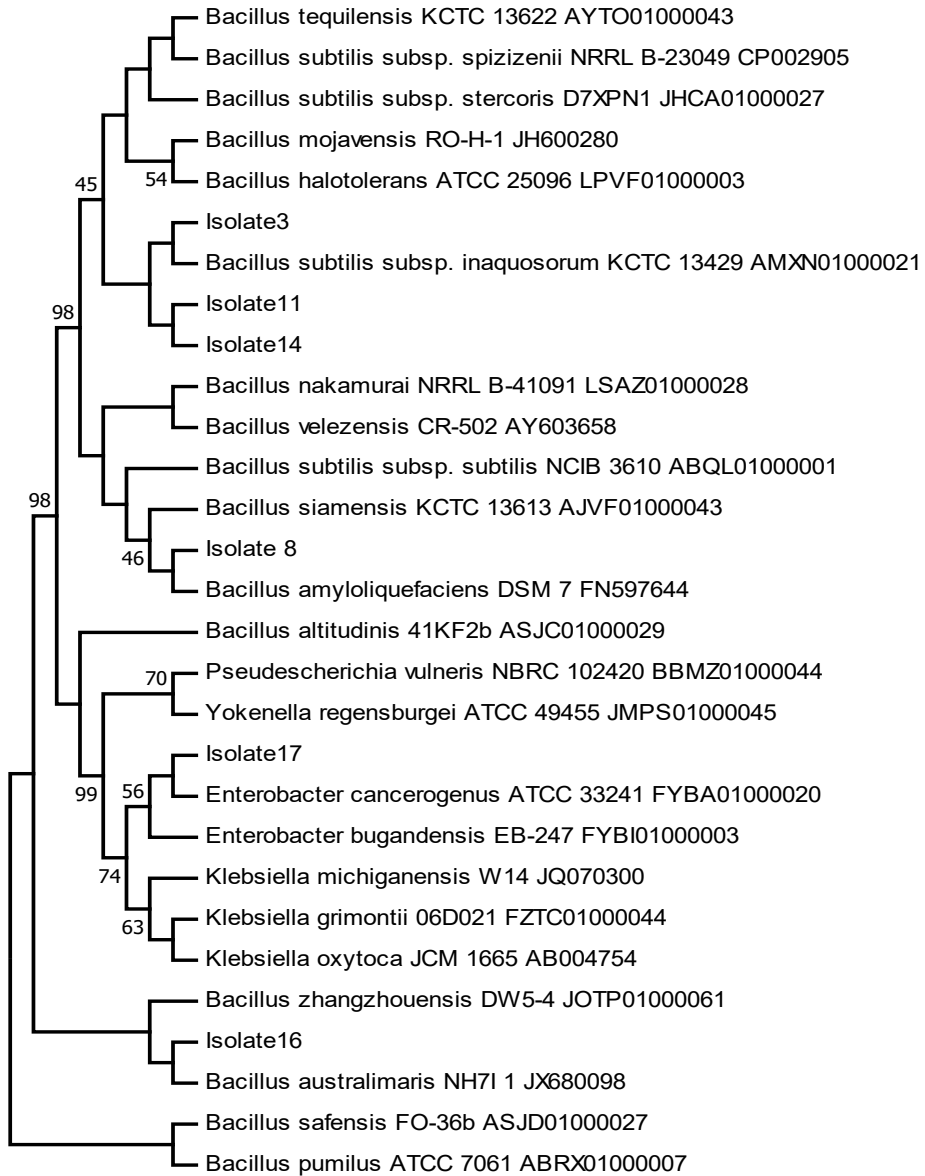 Bacillus tequilensis KCTC 13622 AYTO01000043
Bacillus subtilis subsp. spizizenii NRRL B-23049 CP002905
Bacillus subtilis subsp. stercoris D7XPN1 JHCA01000027
Bacillus mojavensis RO-H-1 JH600280
54
Bacillus halotolerans ATCC 25096 LPVF01000003
45
Isolate3
Bacillus subtilis subsp. inaquosorum KCTC 13429 AMXN01000021
Isolate11
98
Isolate14
Bacillus nakamurai NRRL B-41091 LSAZ01000028
Bacillus velezensis CR-502 AY603658
Bacillus subtilis subsp. subtilis NCIB 3610 ABQL01000001
98
Bacillus siamensis KCTC 13613 AJVF01000043
46
Isolate 8
Bacillus amyloliquefaciens DSM 7 FN597644
Bacillus altitudinis 41KF2b ASJC01000029
70
Pseudescherichia vulneris NBRC 102420 BBMZ01000044
Yokenella regensburgei ATCC 49455 JMPS01000045
Isolate17
99
56
Enterobacter cancerogenus ATCC 33241 FYBA01000020
Enterobacter bugandensis EB-247 FYBI01000003
74
Klebsiella michiganensis W14 JQ070300
63
Klebsiella grimontii 06D021 FZTC01000044
Klebsiella oxytoca JCM 1665 AB004754
Bacillus zhangzhouensis DW5-4 JOTP01000061
Isolate16
Bacillus australimaris NH7I 1 JX680098
Bacillus safensis FO-36b ASJD01000027
Bacillus pumilus ATCC 7061 ABRX01000007